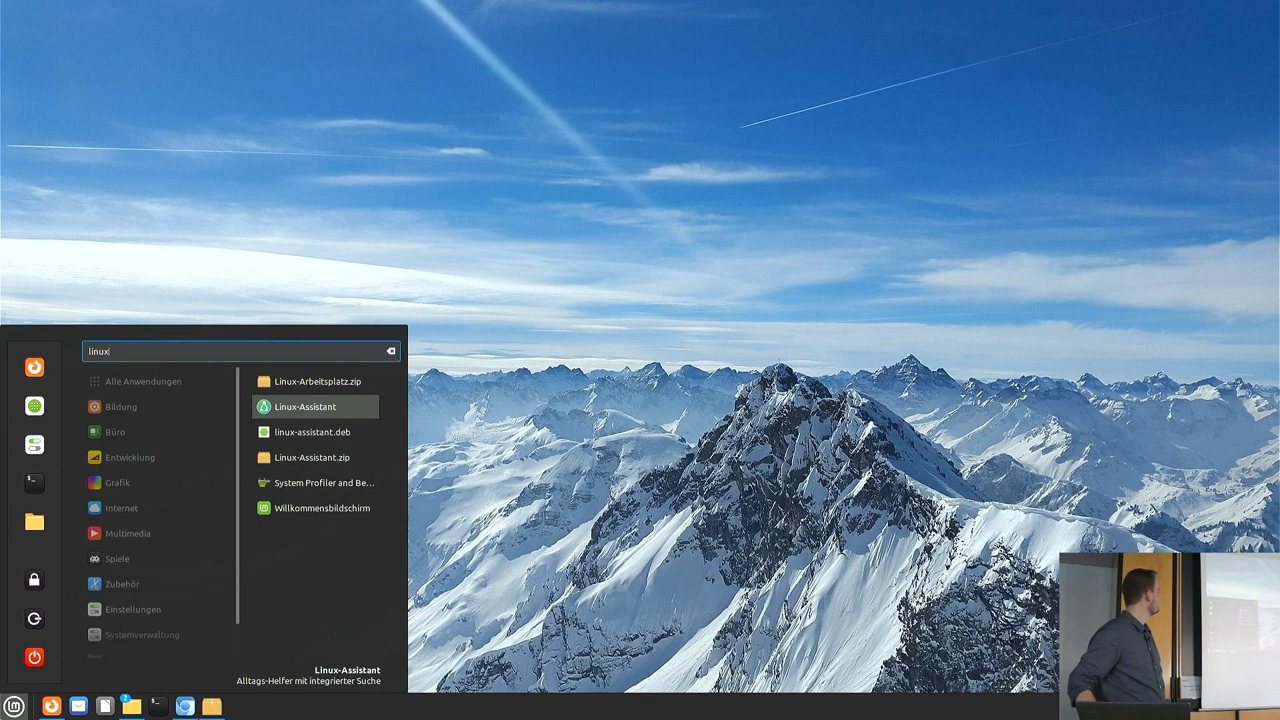 linux
Alle Anwendungen
Bildung
Büro
Entwicklung
Grafik
Internet
Multimedia
Spiele
Zubehör
Einstellungen
Systemverwaltung
Linux-Arbeitsplatz.zip
Linux-Assistant
linux-assistant.deb
Linux-Assistant.zip
System Profiler and Be...
Willkommensbildschirm
Linux-Assistant
Alltags-Helfer mit integrierter Suche